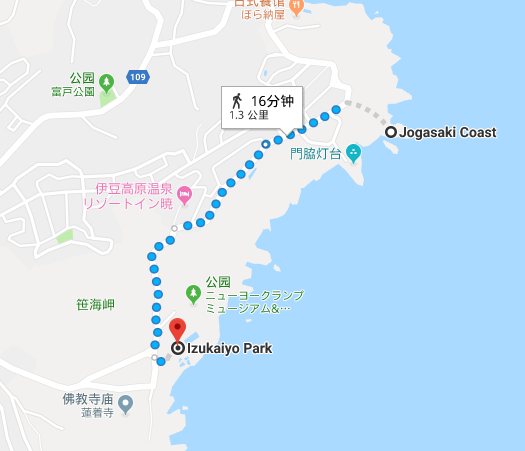 日式餐馆
ぼら納屋
公园
富戸公園
109
16分钟
1.3 公里
Jogasaki Coast
門脇灯台
伊豆高原温泉
リゾートイン暁
公园
ニューヨークランプ
ミュージアム&…
笹海岬
Izukaiyo Park
佛教寺庙
蓮着寺